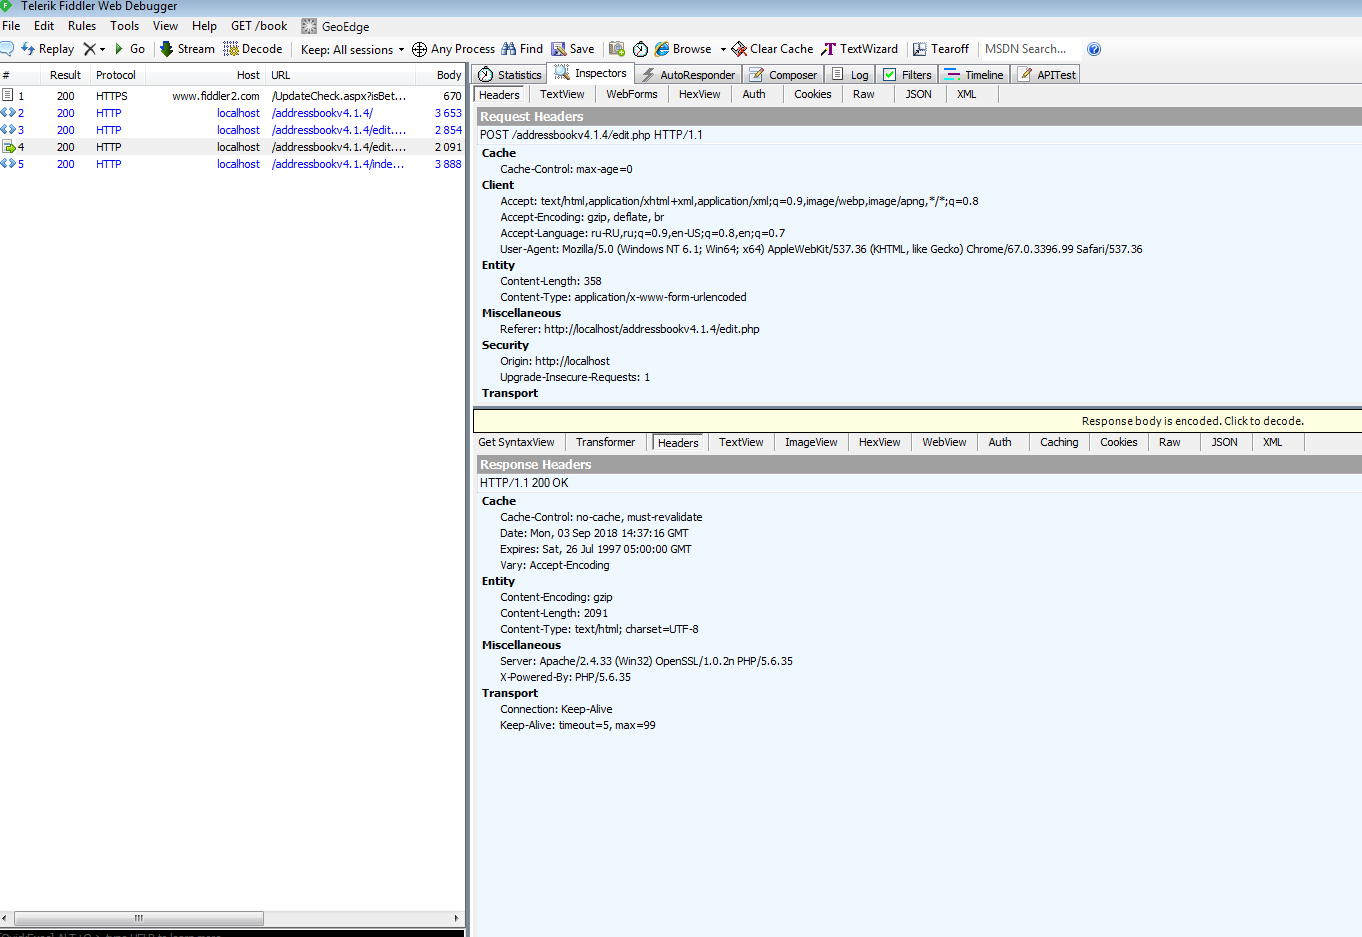 Telerik Fiddler Web Debugger
File Edit Rules Tools View Help GET /book GeoEdge
Replay Go Stream Decode Keep: All sessions Any Process Find Save Browse Clear Cache TextWizard Tearoff MSDN Search...
# Result Protocol Host URL Body
1 200 HTTPS www.fiddler2.com /UpdateCheck.aspx?isBet... 670
2 200 HTTP localhost /addressbookv4.1.4/ 3 653
3 200 HTTP localhost /addressbookv4.1.4/edit.... 2 854
4 200 HTTP localhost /addressbookv4.1.4/edit.... 2 091
5 200 HTTP localhost /addressbookv4.1.4/inde... 3 888
Statistics Inspectors AutoResponder Composer Log Filters Timeline APITest
Headers TextView WebForms HexView Auth Cookies Raw JSON XML
Request Headers
POST /addressbookv4.1.4/edit.php HTTP/1.1
Cache
Cache-Control: max-age=0
Client
Accept: text/html,application/xhtml+xml,application/xml;q=0.9,image/webp,image/apng,*/*;q=0.8
Accept-Encoding: gzip, deflate, br
Accept-Language: ru-RU,ru;q=0.9,en-US;q=0.8,en;q=0.7
User-Agent: Mozilla/5.0 (Windows NT 6.1; Win64; x64) AppleWebKit/537.36 (KHTML, like Gecko) Chrome/67.0.3396.99 Safari/537.36
Entity
Content-Length: 358
Content-Type: application/x-www-form-urlencoded
Miscellaneous
Referer: http://localhost/addressbookv4.1.4/edit.php
Security
Origin: http://localhost
Upgrade-Insecure-Requests: 1
Transport
Response body is encoded. Click to decode.
Get SyntaxView Transformer Headers TextView ImageView HexView WebView Auth Caching Cookies Raw JSON XML
Response Headers
HTTP/1.1 200 OK
Cache
Cache-Control: no-cache, must-revalidate
Date: Mon, 03 Sep 2018 14:37:16 GMT
Expires: Sat, 26 Jul 1997 05:00:00 GMT
Vary: Accept-Encoding
Entity
Content-Encoding: gzip
Content-Length: 2091
Content-Type: text/html; charset=UTF-8
Miscellaneous
Server: Apache/2.4.33 (Win32) OpenSSL/1.0.2n PHP/5.6.35
X-Powered-By: PHP/5.6.35
Transport
Connection: Keep-Alive
Keep-Alive: timeout=5, max=99